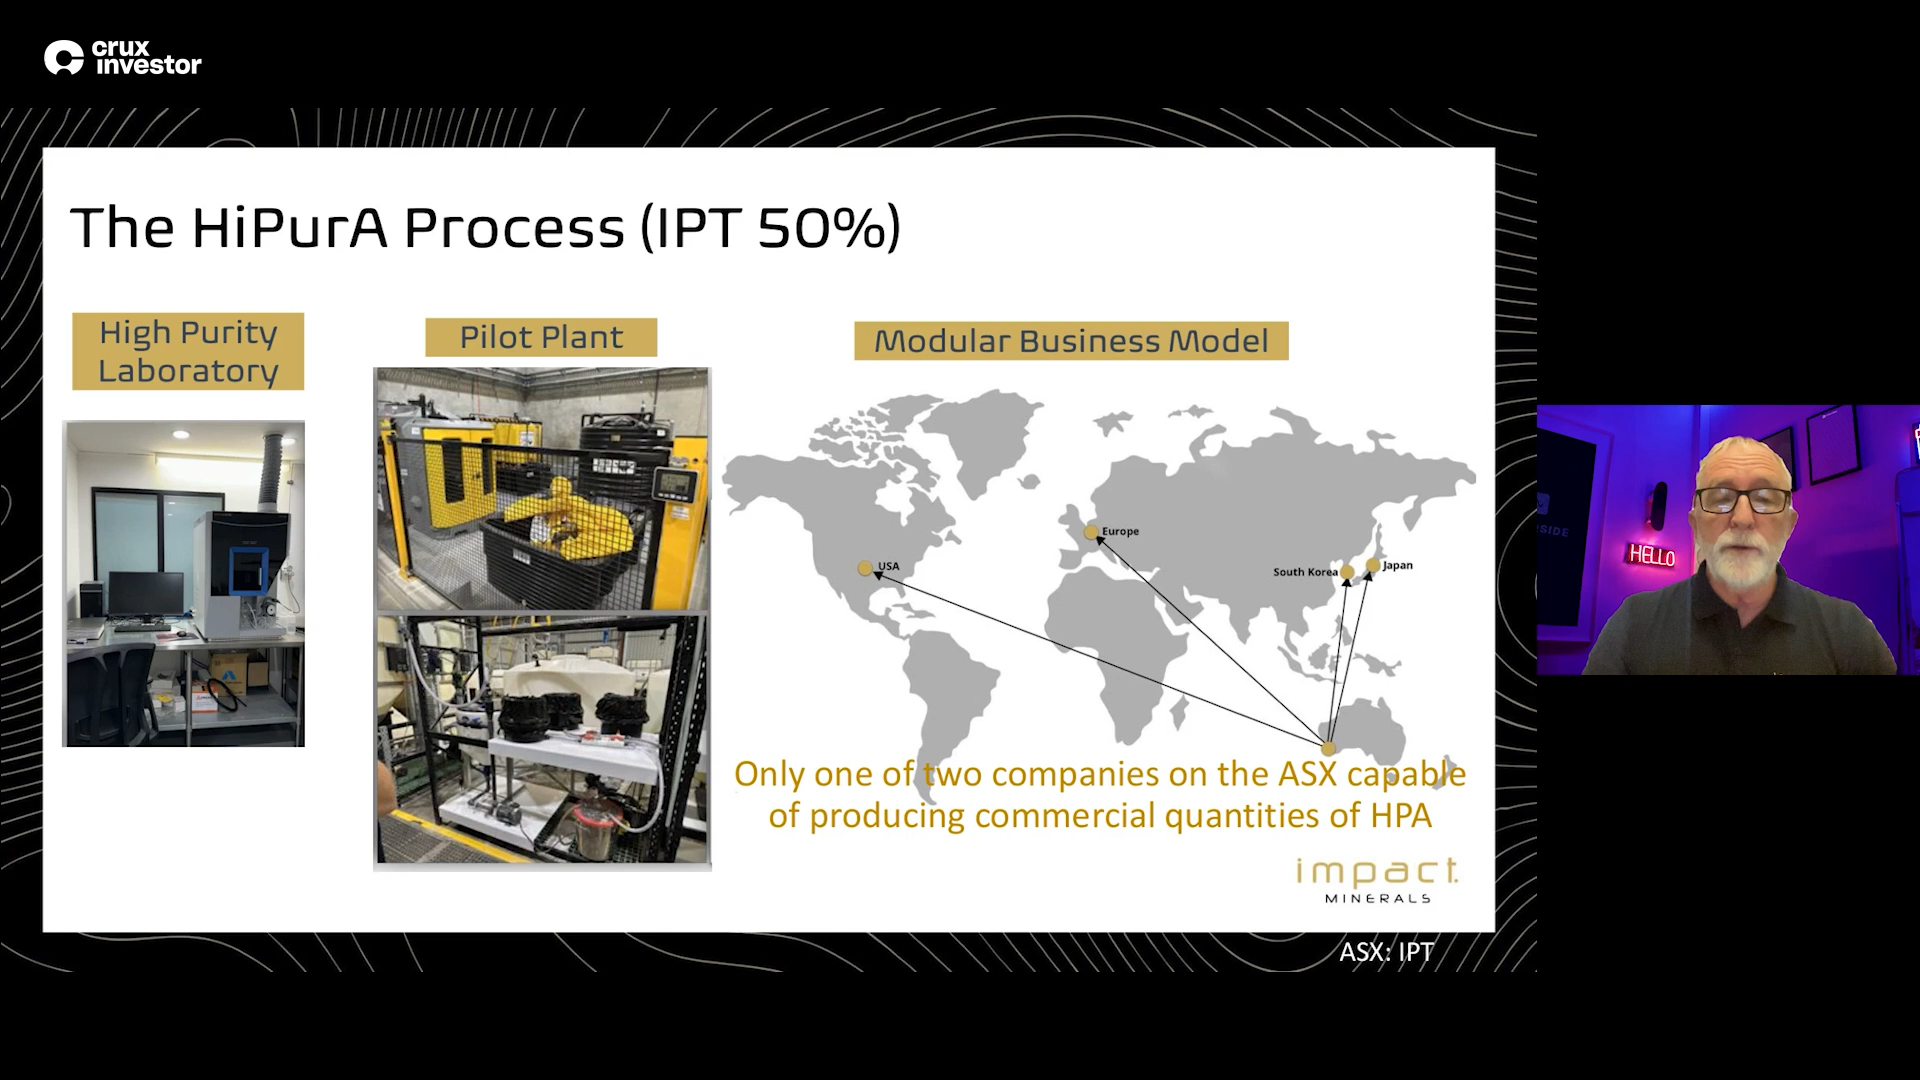 crux
investor
The HiPurA Process (IPT 50%)
High Purity
Laboratory
Pilot Plant
Modular Business Model
Europe
USA
South Korea
Japan
Only one of two companies on the ASX capable
of producing commercial quantities of HPA
impact
MINERALS
ASX: IPT
HELLO
SIDE